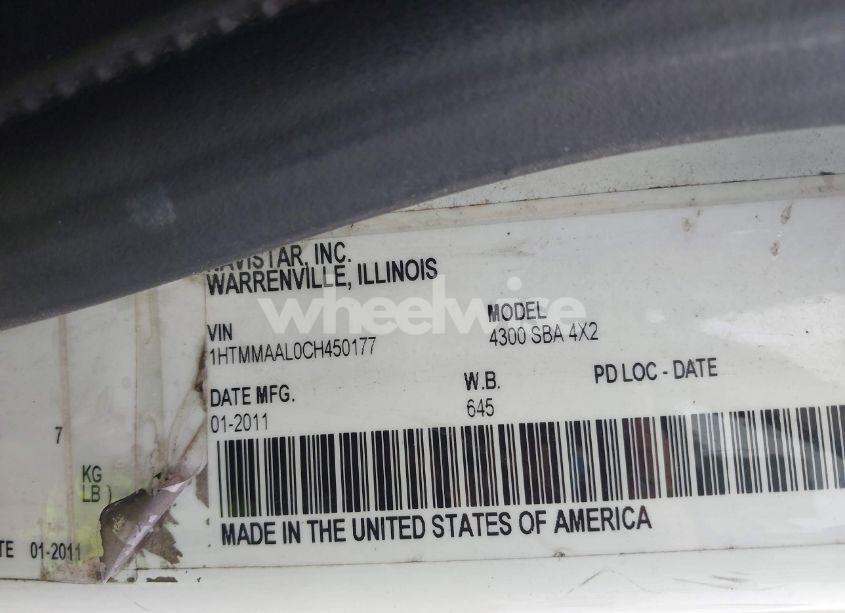 NAVISTAR, INC.
WARRENVILLE, ILLINOIS
wheelwire
VIN
1HTMMAAL0CH450177
MODEL
4300 SBA 4X2
DATE MFG.
01-2011
W.B.
645
PD LOC - DATE
7
KG
LB
TE 01-2011
MADE IN THE UNITED STATES OF AMERICA